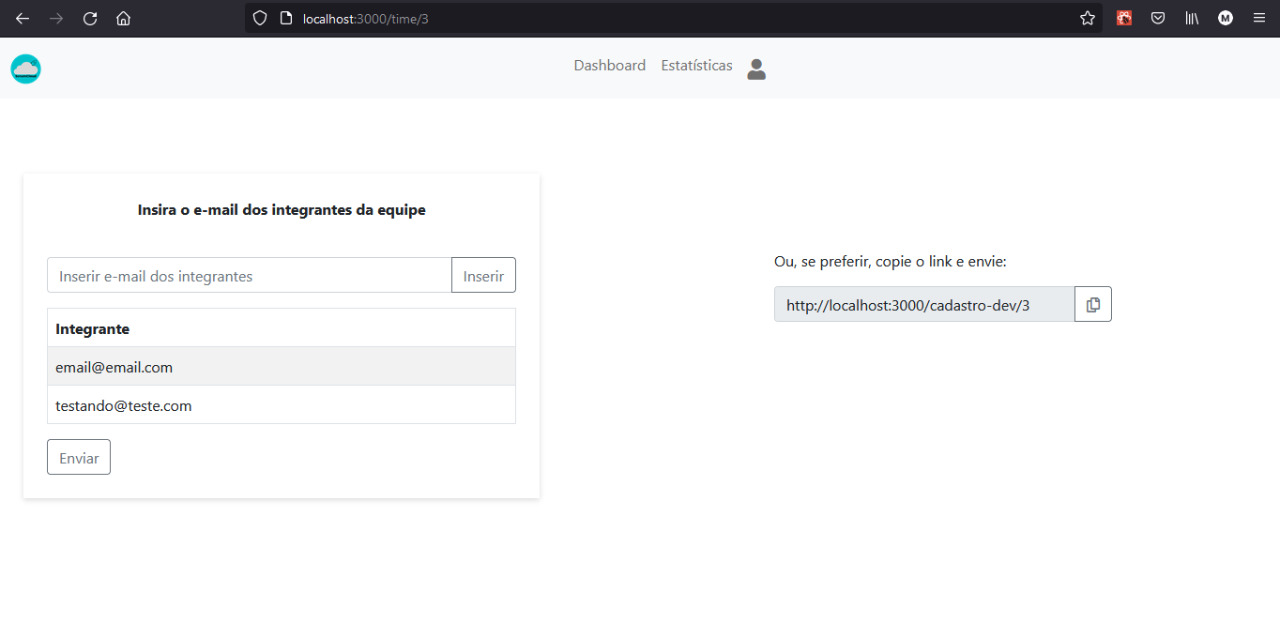 localhost:3000/time/3
M
Dashboard Estatísticas
Insira o e-mail dos integrantes da equipe
Inserir e-mail dos integrantes Inserir
Integrante
email@email.com
testando@teste.com
Enviar
Ou, se preferir, copie o link e envie:
http://localhost:3000/cadastro-dev/3